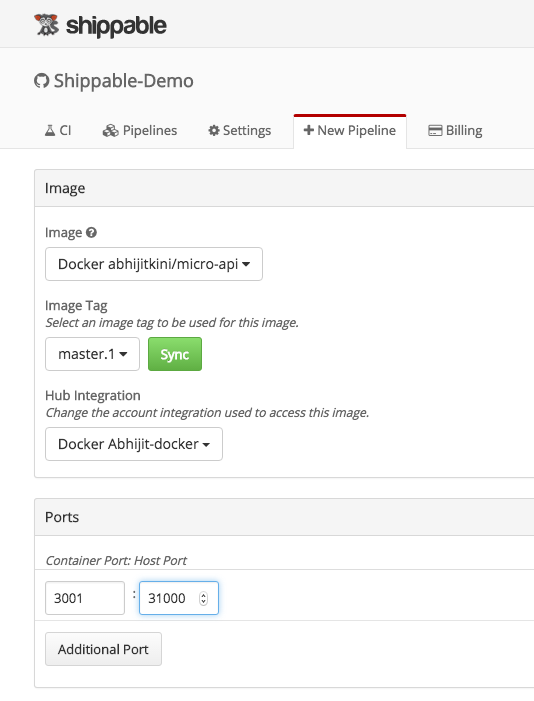 shippable
Shippable-Demo
CI Pipelines Settings New Pipeline Billing
Image
Image
Docker abhijitkini/micro-api
Image Tag
Select an image tag to be used for this image.
master.1 Sync
Hub Integration
Change the account integration used to access this image.
Docker Abhijit-docker
Ports
Container Port: Host Port
3001 : 31000
Additional Port